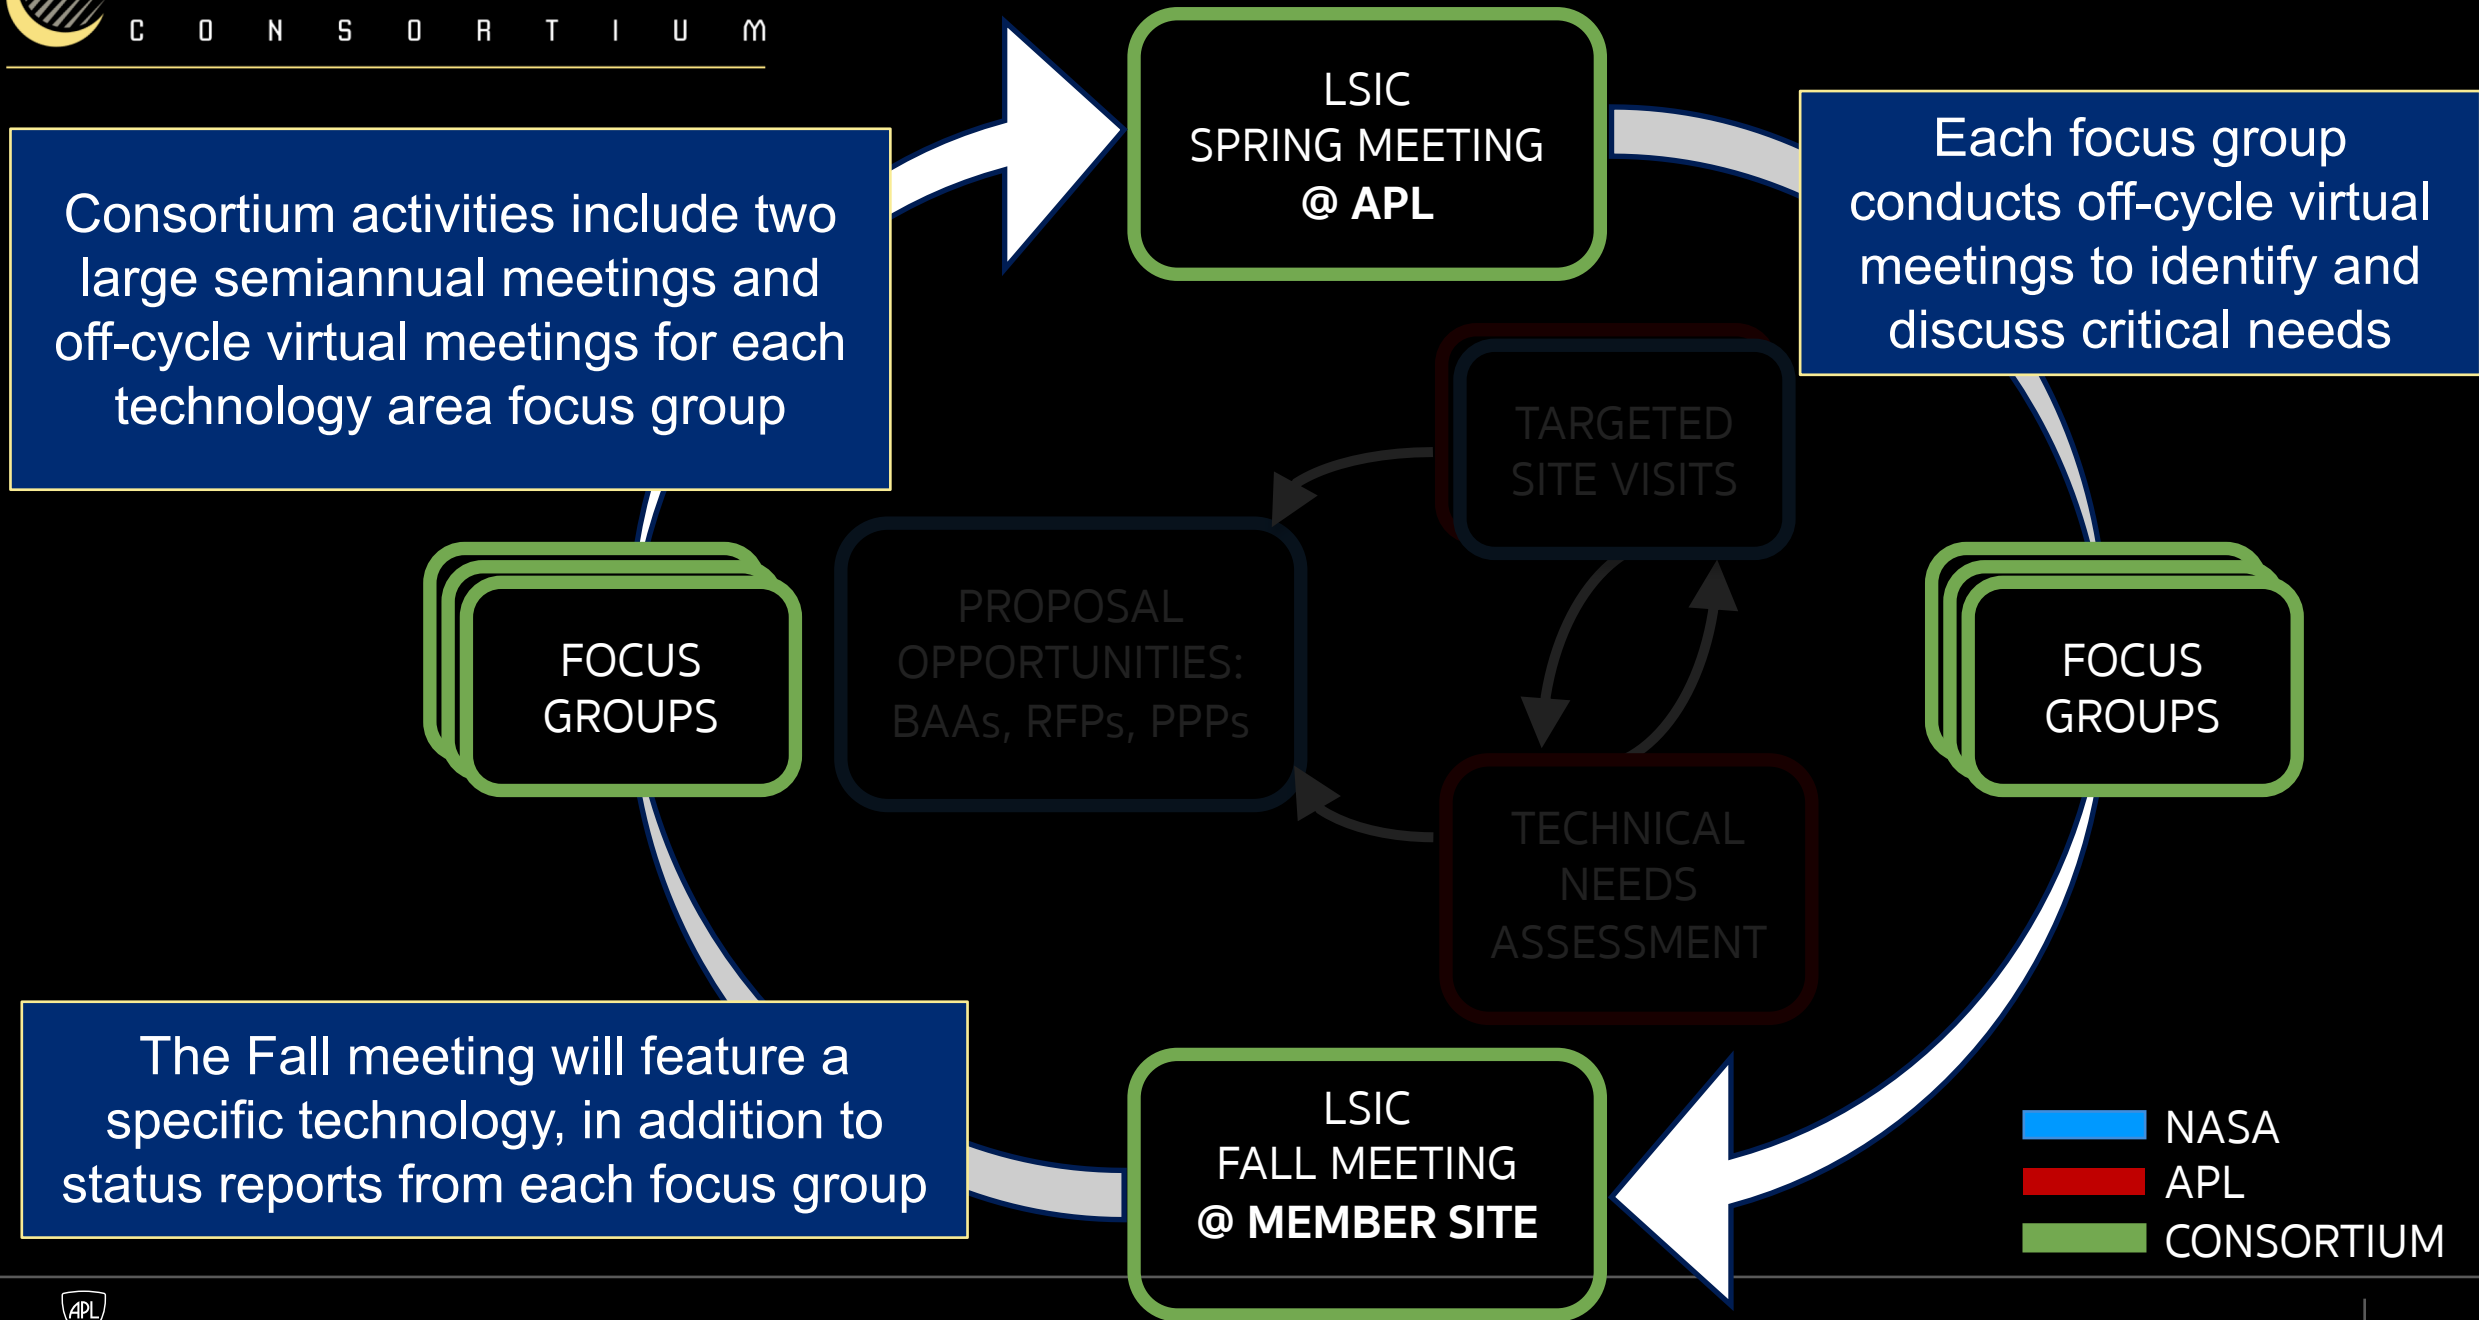 CONSORTIUM
LSIC
SPRING MEETING
@ APL
Consortium activities include two
large semiannual meetings and
off-cycle virtual meetings for each
technology area focus group
Each focus group
conducts off-cycle virtual
meetings to identify and
discuss critical needs
TARGETED
SITE VISITS
PROPOSAL
OPPORTUNITIES:
BAAs, RFPs, PPPs
FOCUS
GROUPS
FOCUS
GROUPS
TECHNICAL
NEEDS
ASSESSMENT
The Fall meeting will feature a
specific technology, in addition to
status reports from each focus group
LSIC
FALL MEETING
@ MEMBER SITE
NASA
APL
CONSORTIUM
APL